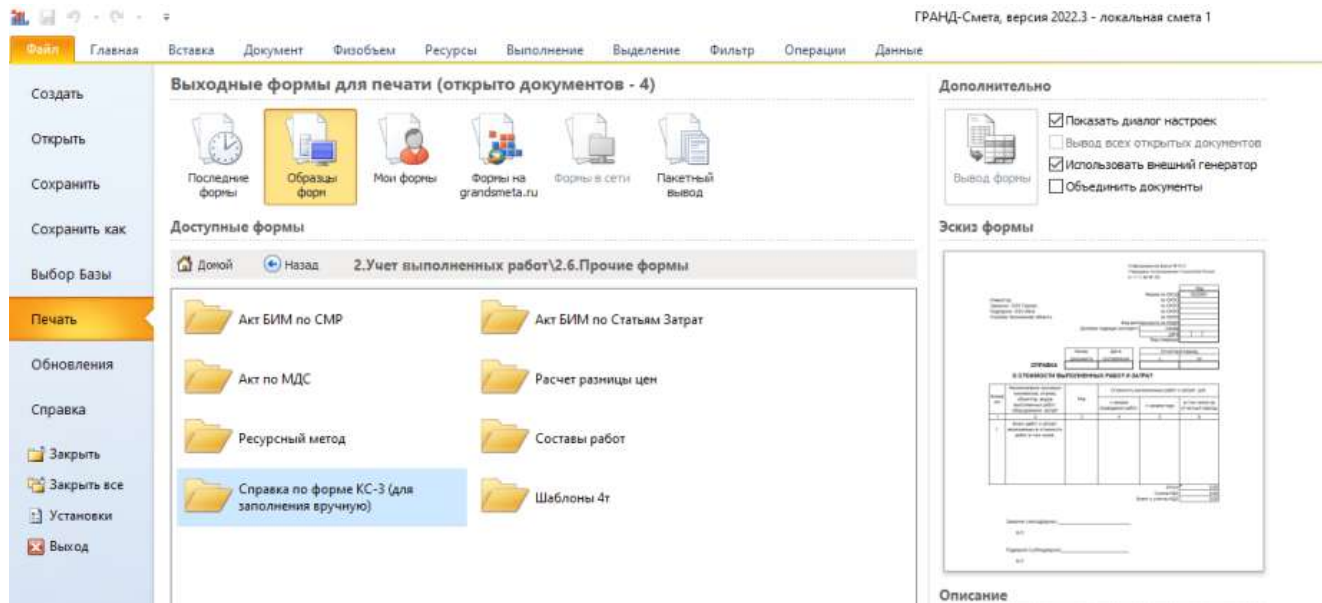 ГРАНД-Смета, версия 2022.3 - локальная смета 1
Файл Главная Вставка Документ Физобъем Ресурсы Выполнение Выделение Фильтр Операции Данные
Создать
Открыть
Сохранить
Сохранить как
Выбор Базы
Печать
Обновления
Справка
Закрыть
Закрыть все
Установки
Выход
Выходные формы для печати (открыто документов - 4)
Последние
формы
Образцы
форм
Мои формы
Формы на
grandsmeta.ru
Формы в сети
Пакетный
вывод
Доступные формы
Домой Назад 2.Учет выполненных работ\2.6.Прочие формы
Акт БИМ по СМР
Акт БИМ по Статьям Затрат
Акт по МДС
Расчет разницы цен
Ресурсный метод
Составы работ
Справка по форме КС-3 (для
заполнения вручную)
Шаблоны 4т
Дополнительно
Вывод формы
Показать диалог настроек
Вывод всех открытых документов
Использовать внешний генератор
Объединить документы
Эскиз формы
СПРАВКА
О СТОИМОСТИ ВЫПОЛНЕННЫХ РАБОТ И ЗАТРАТ
Описание